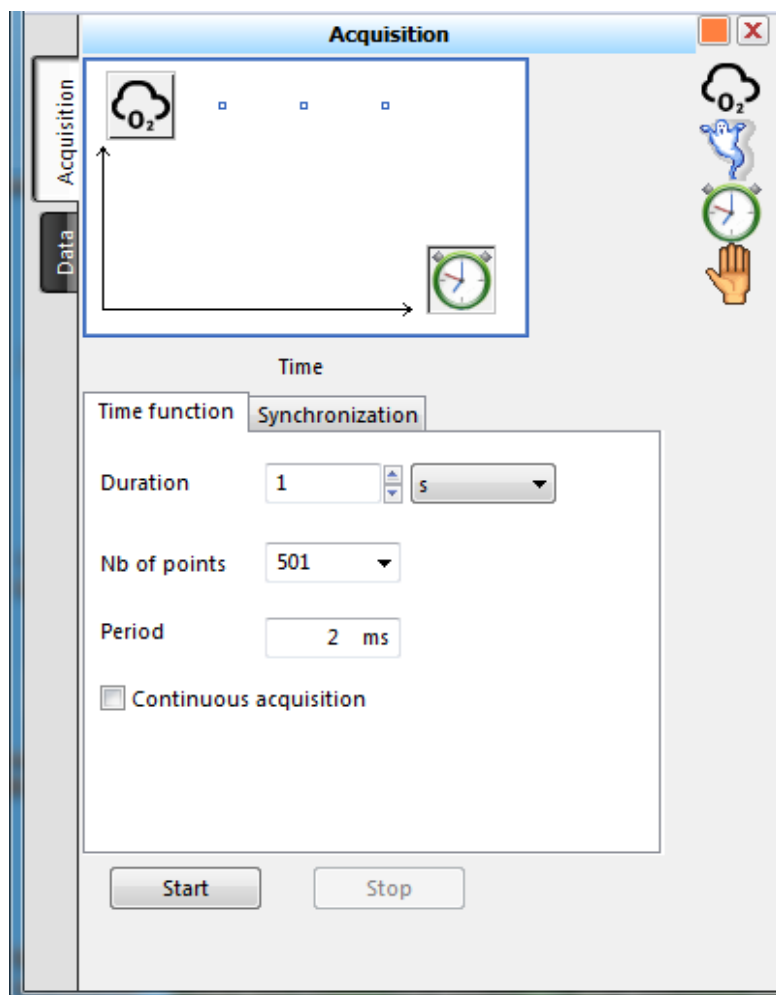 Acquisition
Acquisition
Data
O₂
O₂
Time
Time function
Synchronization
Duration
1
s
Nb of points
501
Period
2 ms
Continuous acquisition
Start
Stop